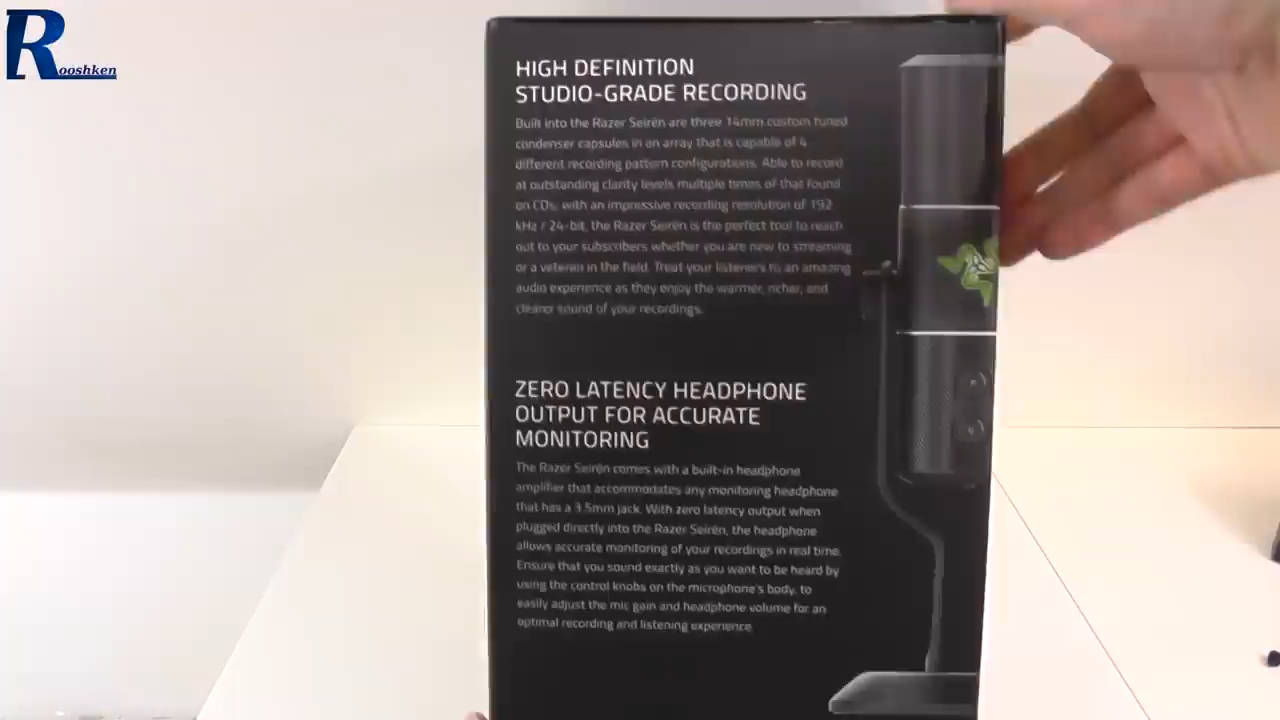 Rooshken
HIGH DEFINITION
STUDIO-GRADE RECORDING
Built into the Razer Seirēn are three 14mm custom tuned
condenser capsules in an array that is capable of 4
different recording pattern configurations. Able to record
at outstanding clarity levels multiple times of that found
on CDs, with an impressive recording resolution of 192
kHz / 24-bit, the Razer Seirēn is the perfect tool to reach
out to your subscribers whether you are new to streaming
or a veteran in the field. Treat your listeners to an amazing
audio experience as they enjoy the warmer, richer, and
clearer sound of your recordings.
ZERO LATENCY HEADPHONE
OUTPUT FOR ACCURATE
MONITORING
The Razer Seirēn comes with a built-in headphone
amplifier that accommodates any monitoring headphone
that has a 3.5mm jack. With zero latency output when
plugged directly into the Razer Seirēn, the headphone
allows accurate monitoring of your recordings in real time.
Ensure that you sound exactly as you want to be heard by
using the control knobs on the microphone's body, to
easily adjust the mic gain and headphone volume for an
optimal recording and listening experience.